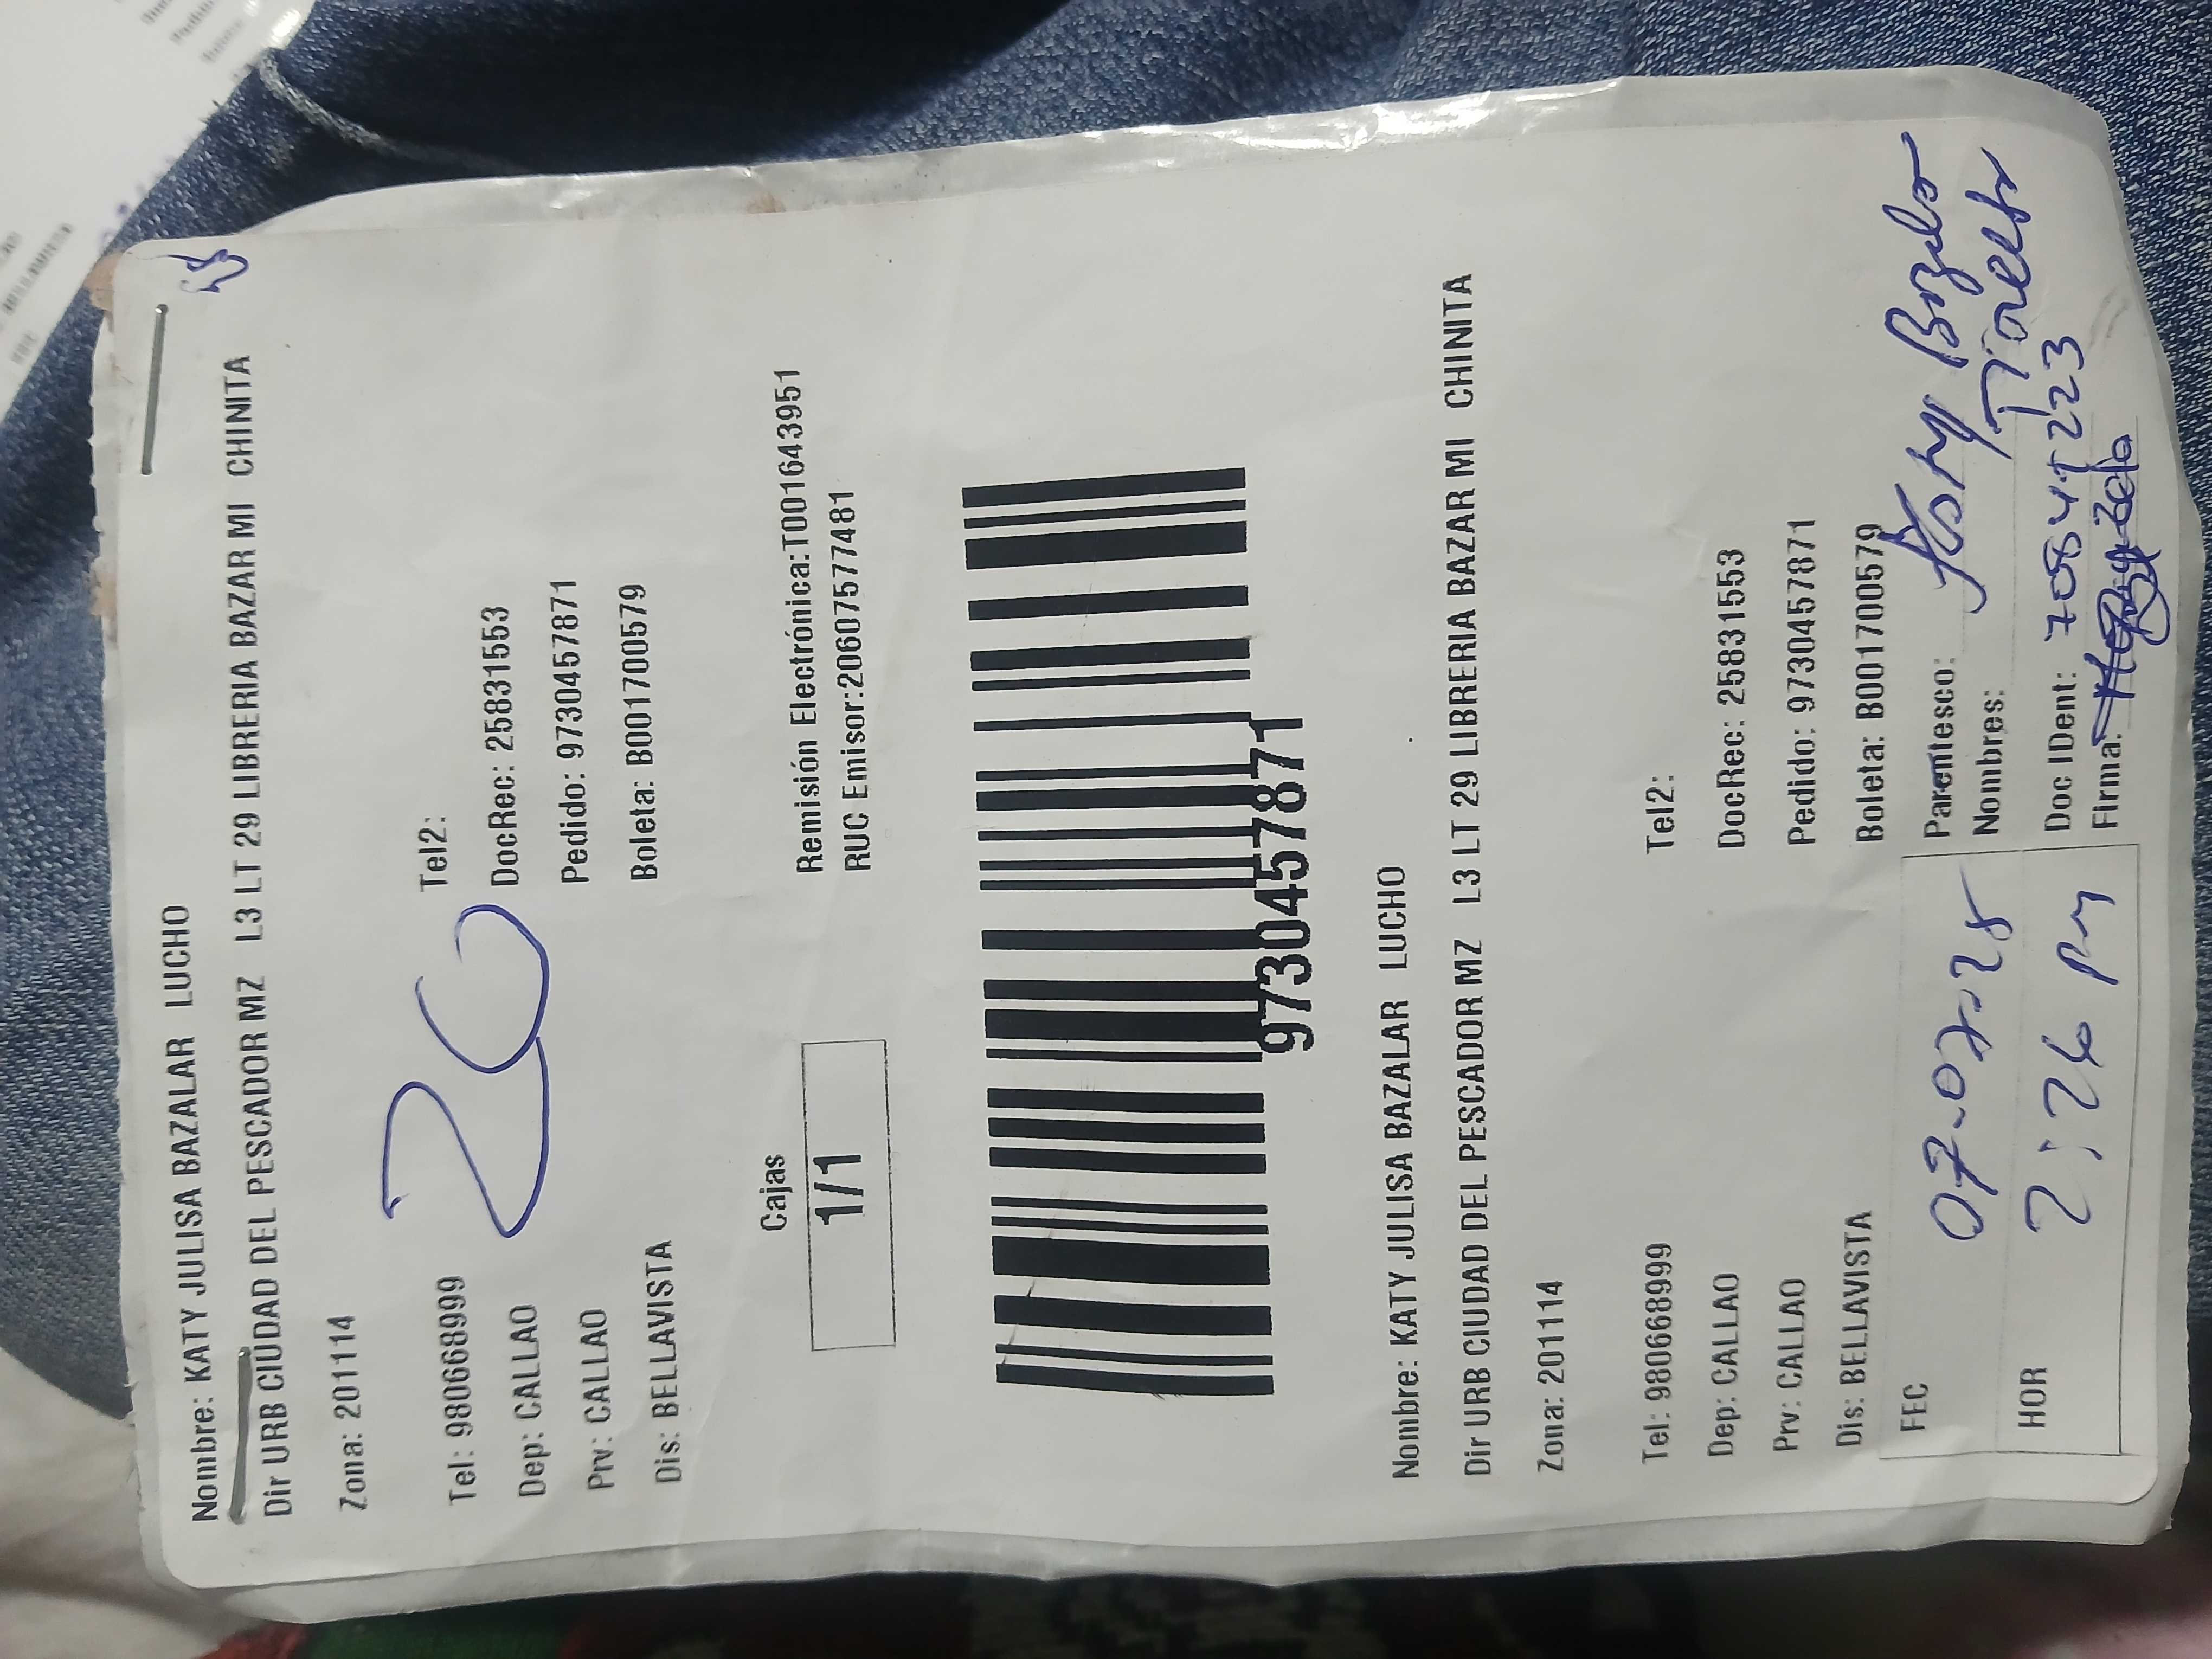 Nombre: KATY JULISA BAZALAR LUCHO
Dir URB CIUDAD DEL PESCADOR MZ L3 LT 29 LIBRERIA BAZAR MI CHINITA
Zona: 201114
20
Tel: 980668999 Tel2:
Dep: CALLAO DocRec: 25831553
Prv: CALLAO Pedido: 9730457871
Dis: BELLAVISTA Boleta: B001700579
Cajas
1/1
Remisión Electrónica:T001643951
RUC Emisor:20607577481
9730457871
Nombre: KATY JULISA BAZALAR LUCHO
Dir URB CIUDAD DEL PESCADOR MZ L3 LT 29 LIBRERIA BAZAR MI CHINITA
Zona: 201114
Tel: 980668999 Tel2:
Dep: CALLAO DocRec: 25831553
Prv: CALLAO Pedido: 9730457871
Dis: BELLAVISTA Boleta: B001700579
FEC Parentesco:
Nombres:
HOR 2:26 PM Doc IDent: 70847223
Firma: